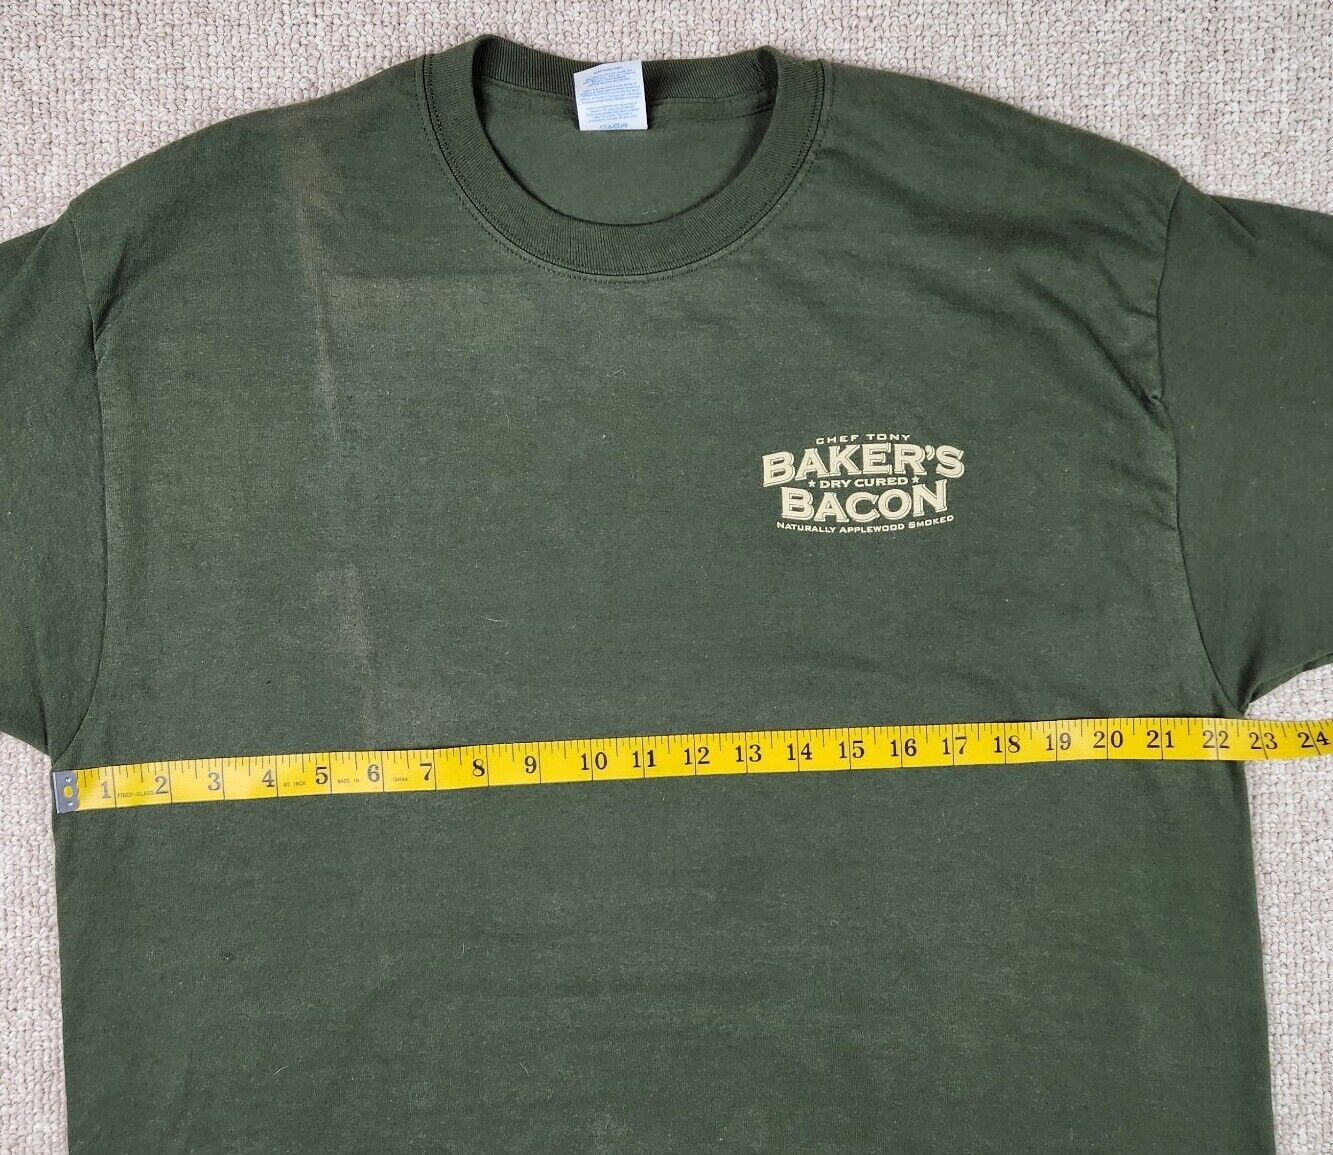 CHEF TONY
BAKER'S
★ DRY CURED ★
BACON
NATURALLY APPLEWOOD SMOKED
1 2 3 4 5 6 7 8 9 10 11 12 13 14 15 16 17 18 19 20 21 22 23 24
60 INCH MADE IN CHINA